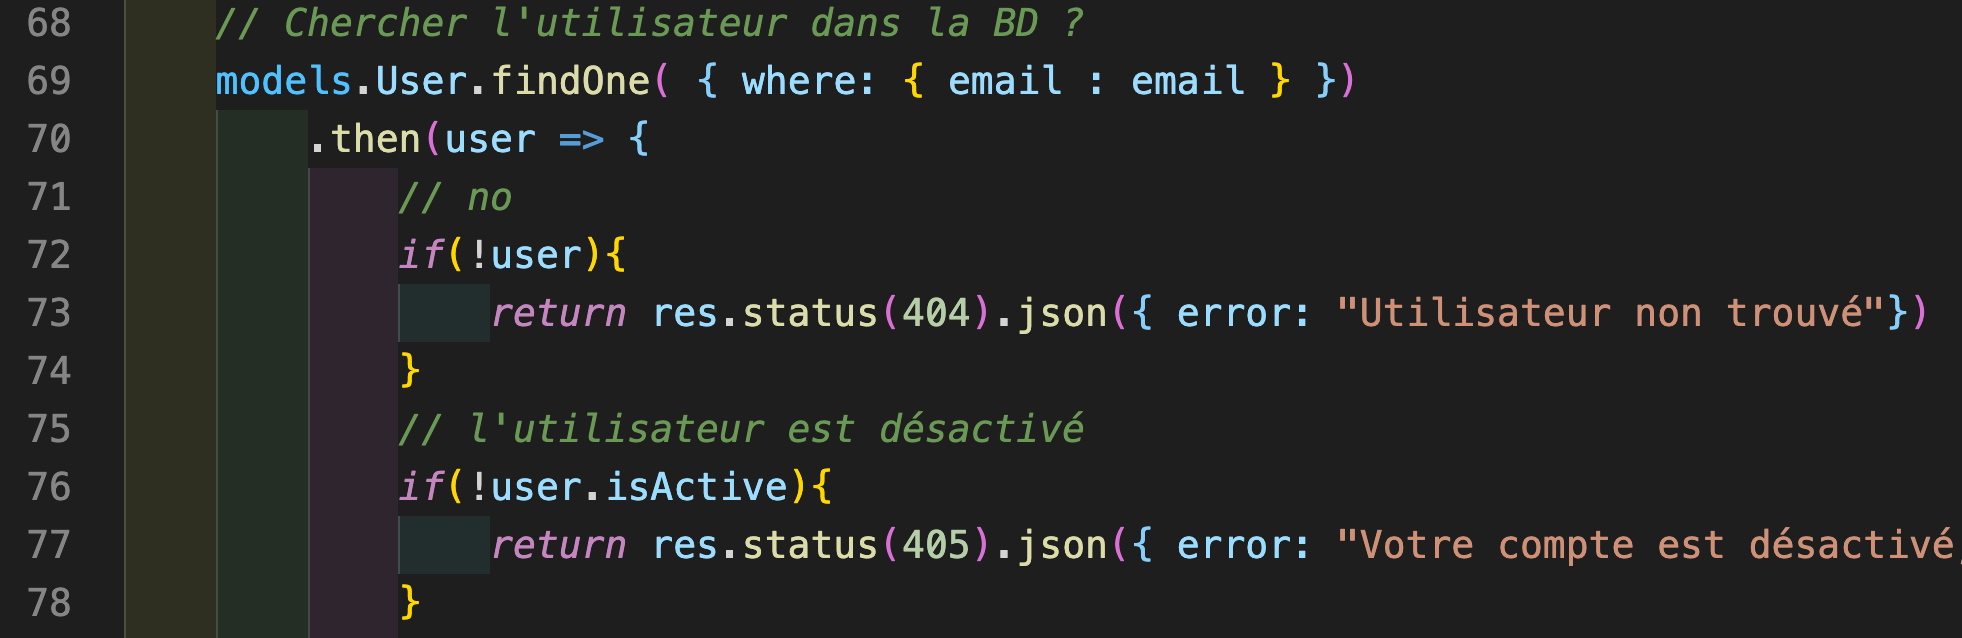 68 // Chercher l'utilisateur dans la BD ?
69 models.User.findOne( { where: { email : email } })
70 .then(user => {
71 // no
72 if(!user){
73 return res.status(404).json({ error: "Utilisateur non trouvé"})
74 }
75 // l'utilisateur est désactivé
76 if(!user.isActive){
77 return res.status(405).json({ error: "Votre compte est désactivé,
78 }